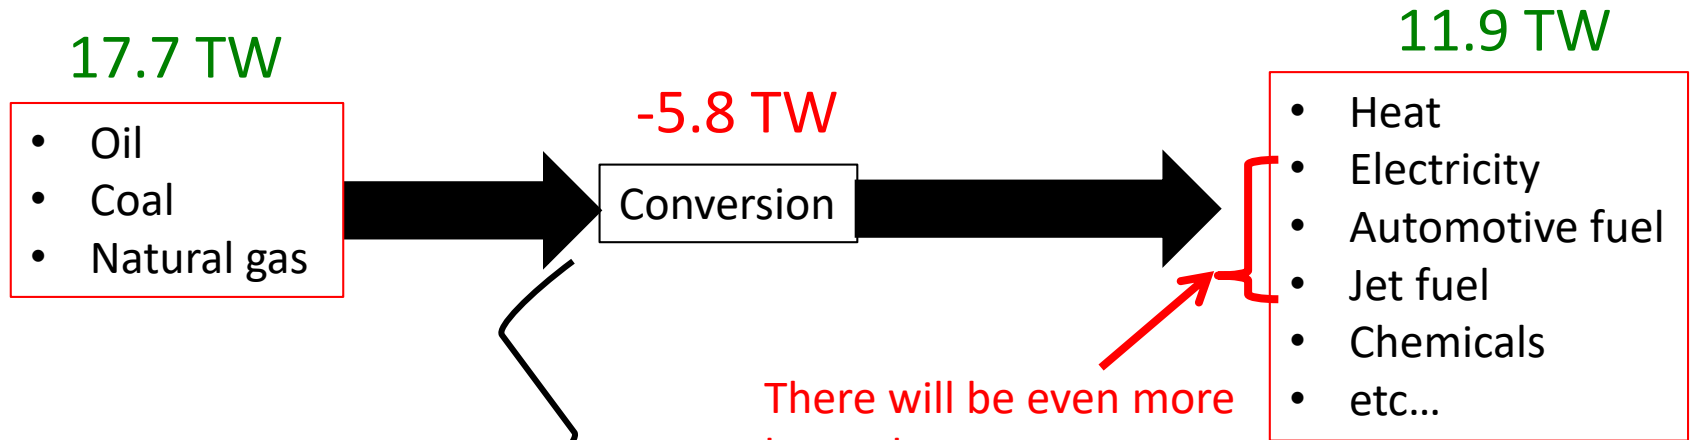 17.7 TW
• Oil
• Coal
• Natural gas
-5.8 TW
Conversion
11.9 TW
• Heat
• Electricity
• Automotive fuel
• Jet fuel
• Chemicals
• etc...
There will be even more